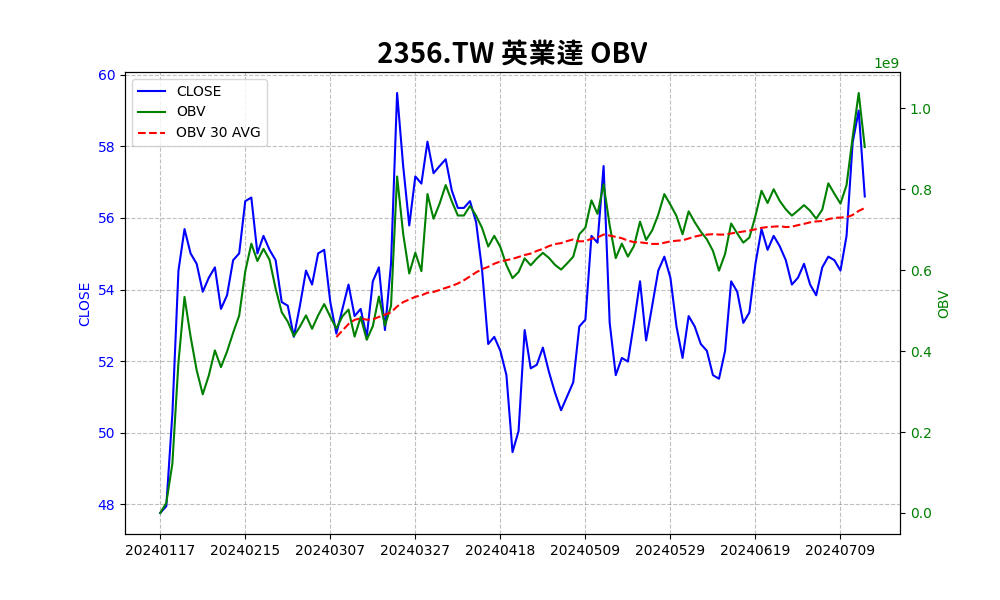 2356.TW 英業達 OBV
1e9
CLOSE
OBV
OBV 30 AVG
60
58
56
54
52
50
48
CLOSE
1.0
0.8
0.6
0.4
0.2
0.0
OBV
20240117 20240215 20240307 20240327 20240418 20240509 20240529 20240619 20240709